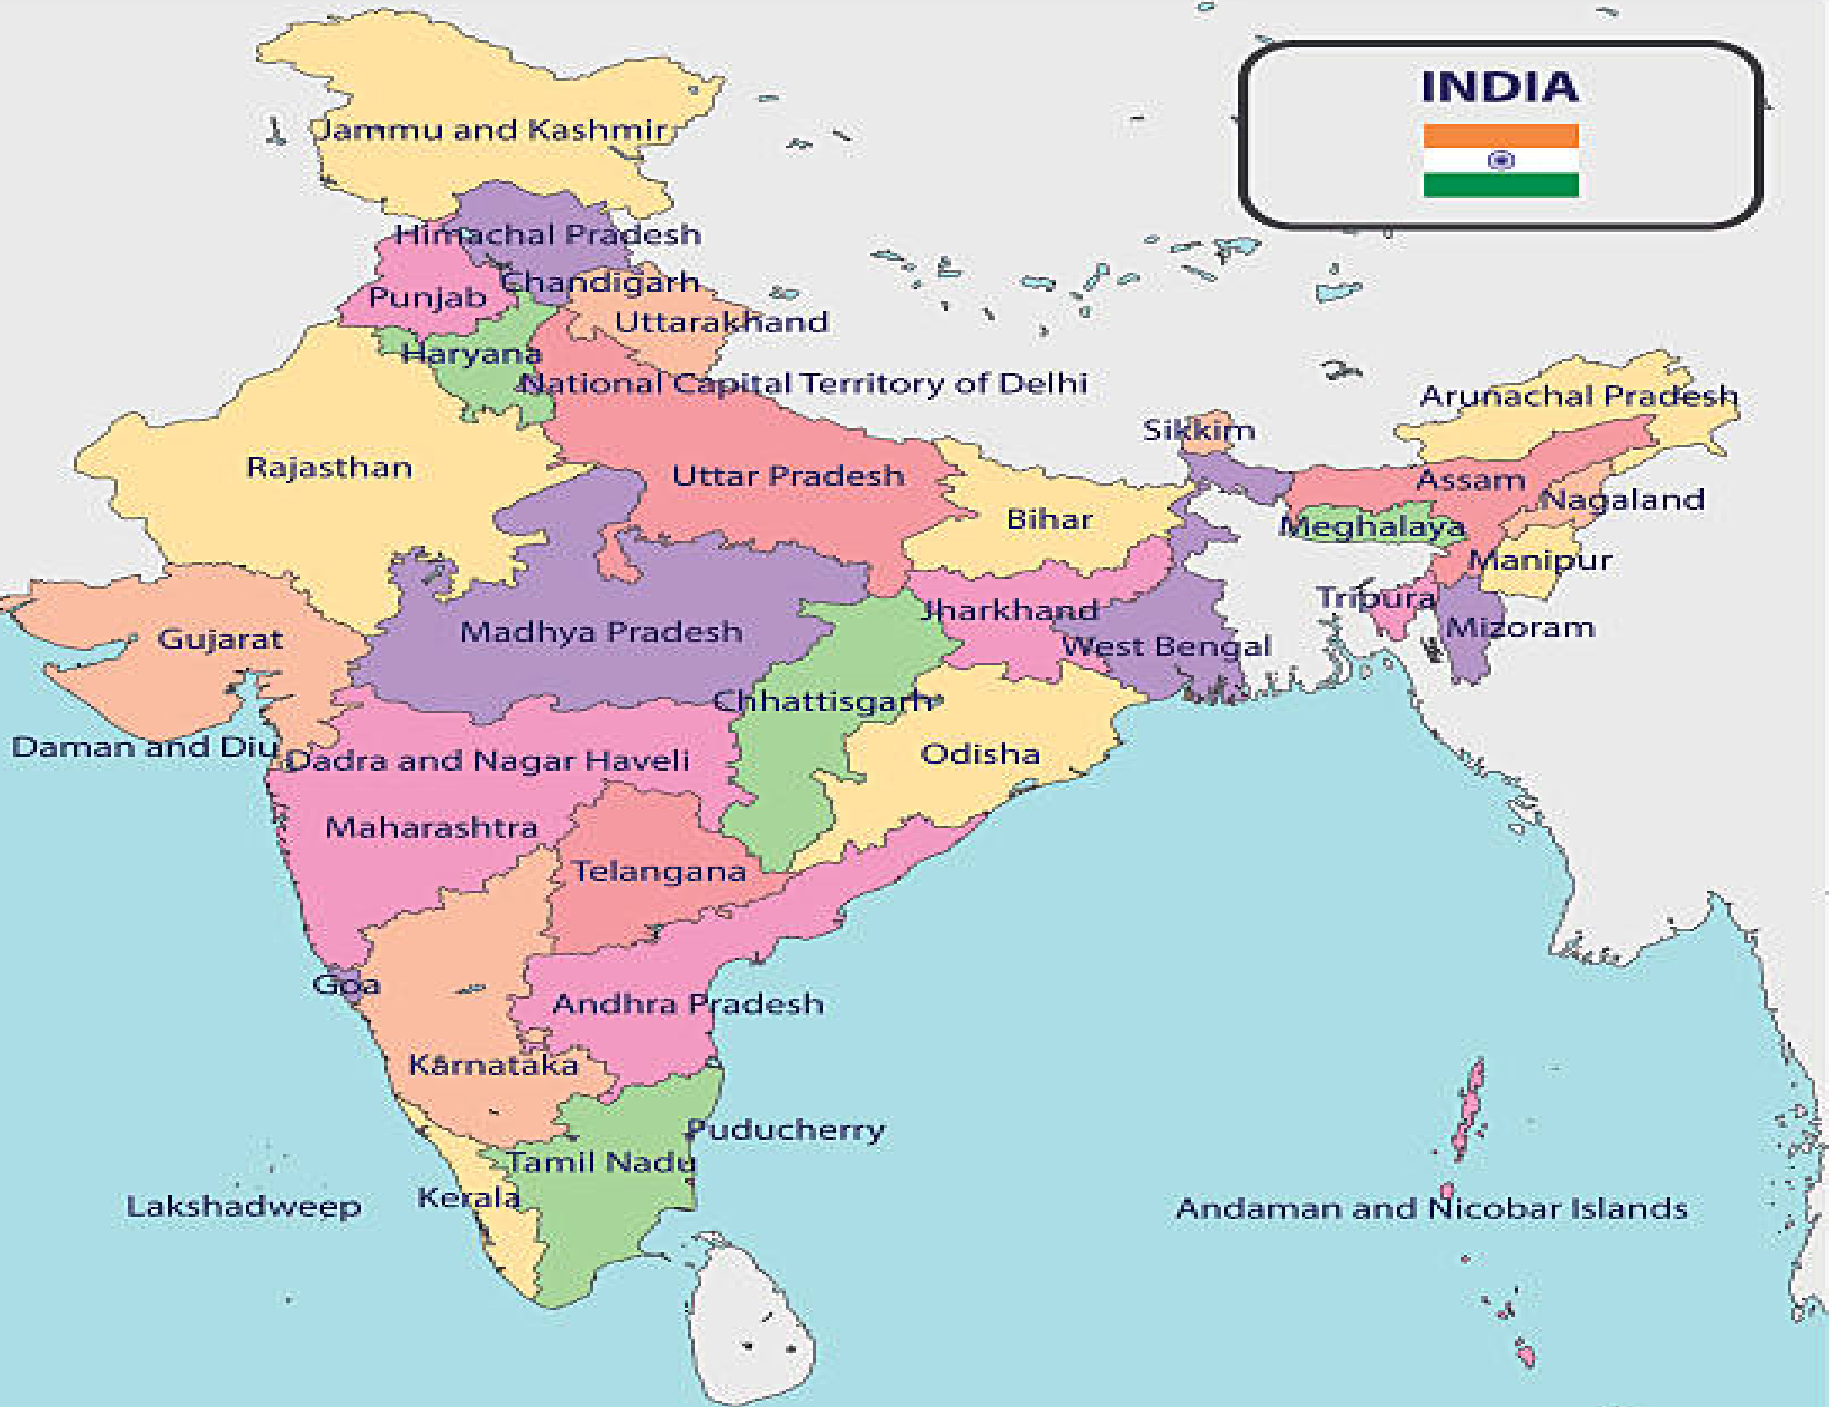 INDIA
Jammu and Kashmir
Himachal Pradesh
Chandigarh
Punjab
Uttarakhand
Haryana
National Capital Territory of Delhi
Arunachal Pradesh
Sikkim
Rajasthan
Uttar Pradesh
Assam
Nagaland
Bihar
Meghalaya
Manipur
Tripura
Jharkhand
Mizoram
Gujarat
Madhya Pradesh
West Bengal
Chhattisgarh
Daman and Diu
Dadra and Nagar Haveli
Odisha
Maharashtra
Telangana
Goa
Andhra Pradesh
Karnataka
Puducherry
Tamil Nadu
Kerala
Lakshadweep
Andaman and Nicobar Islands